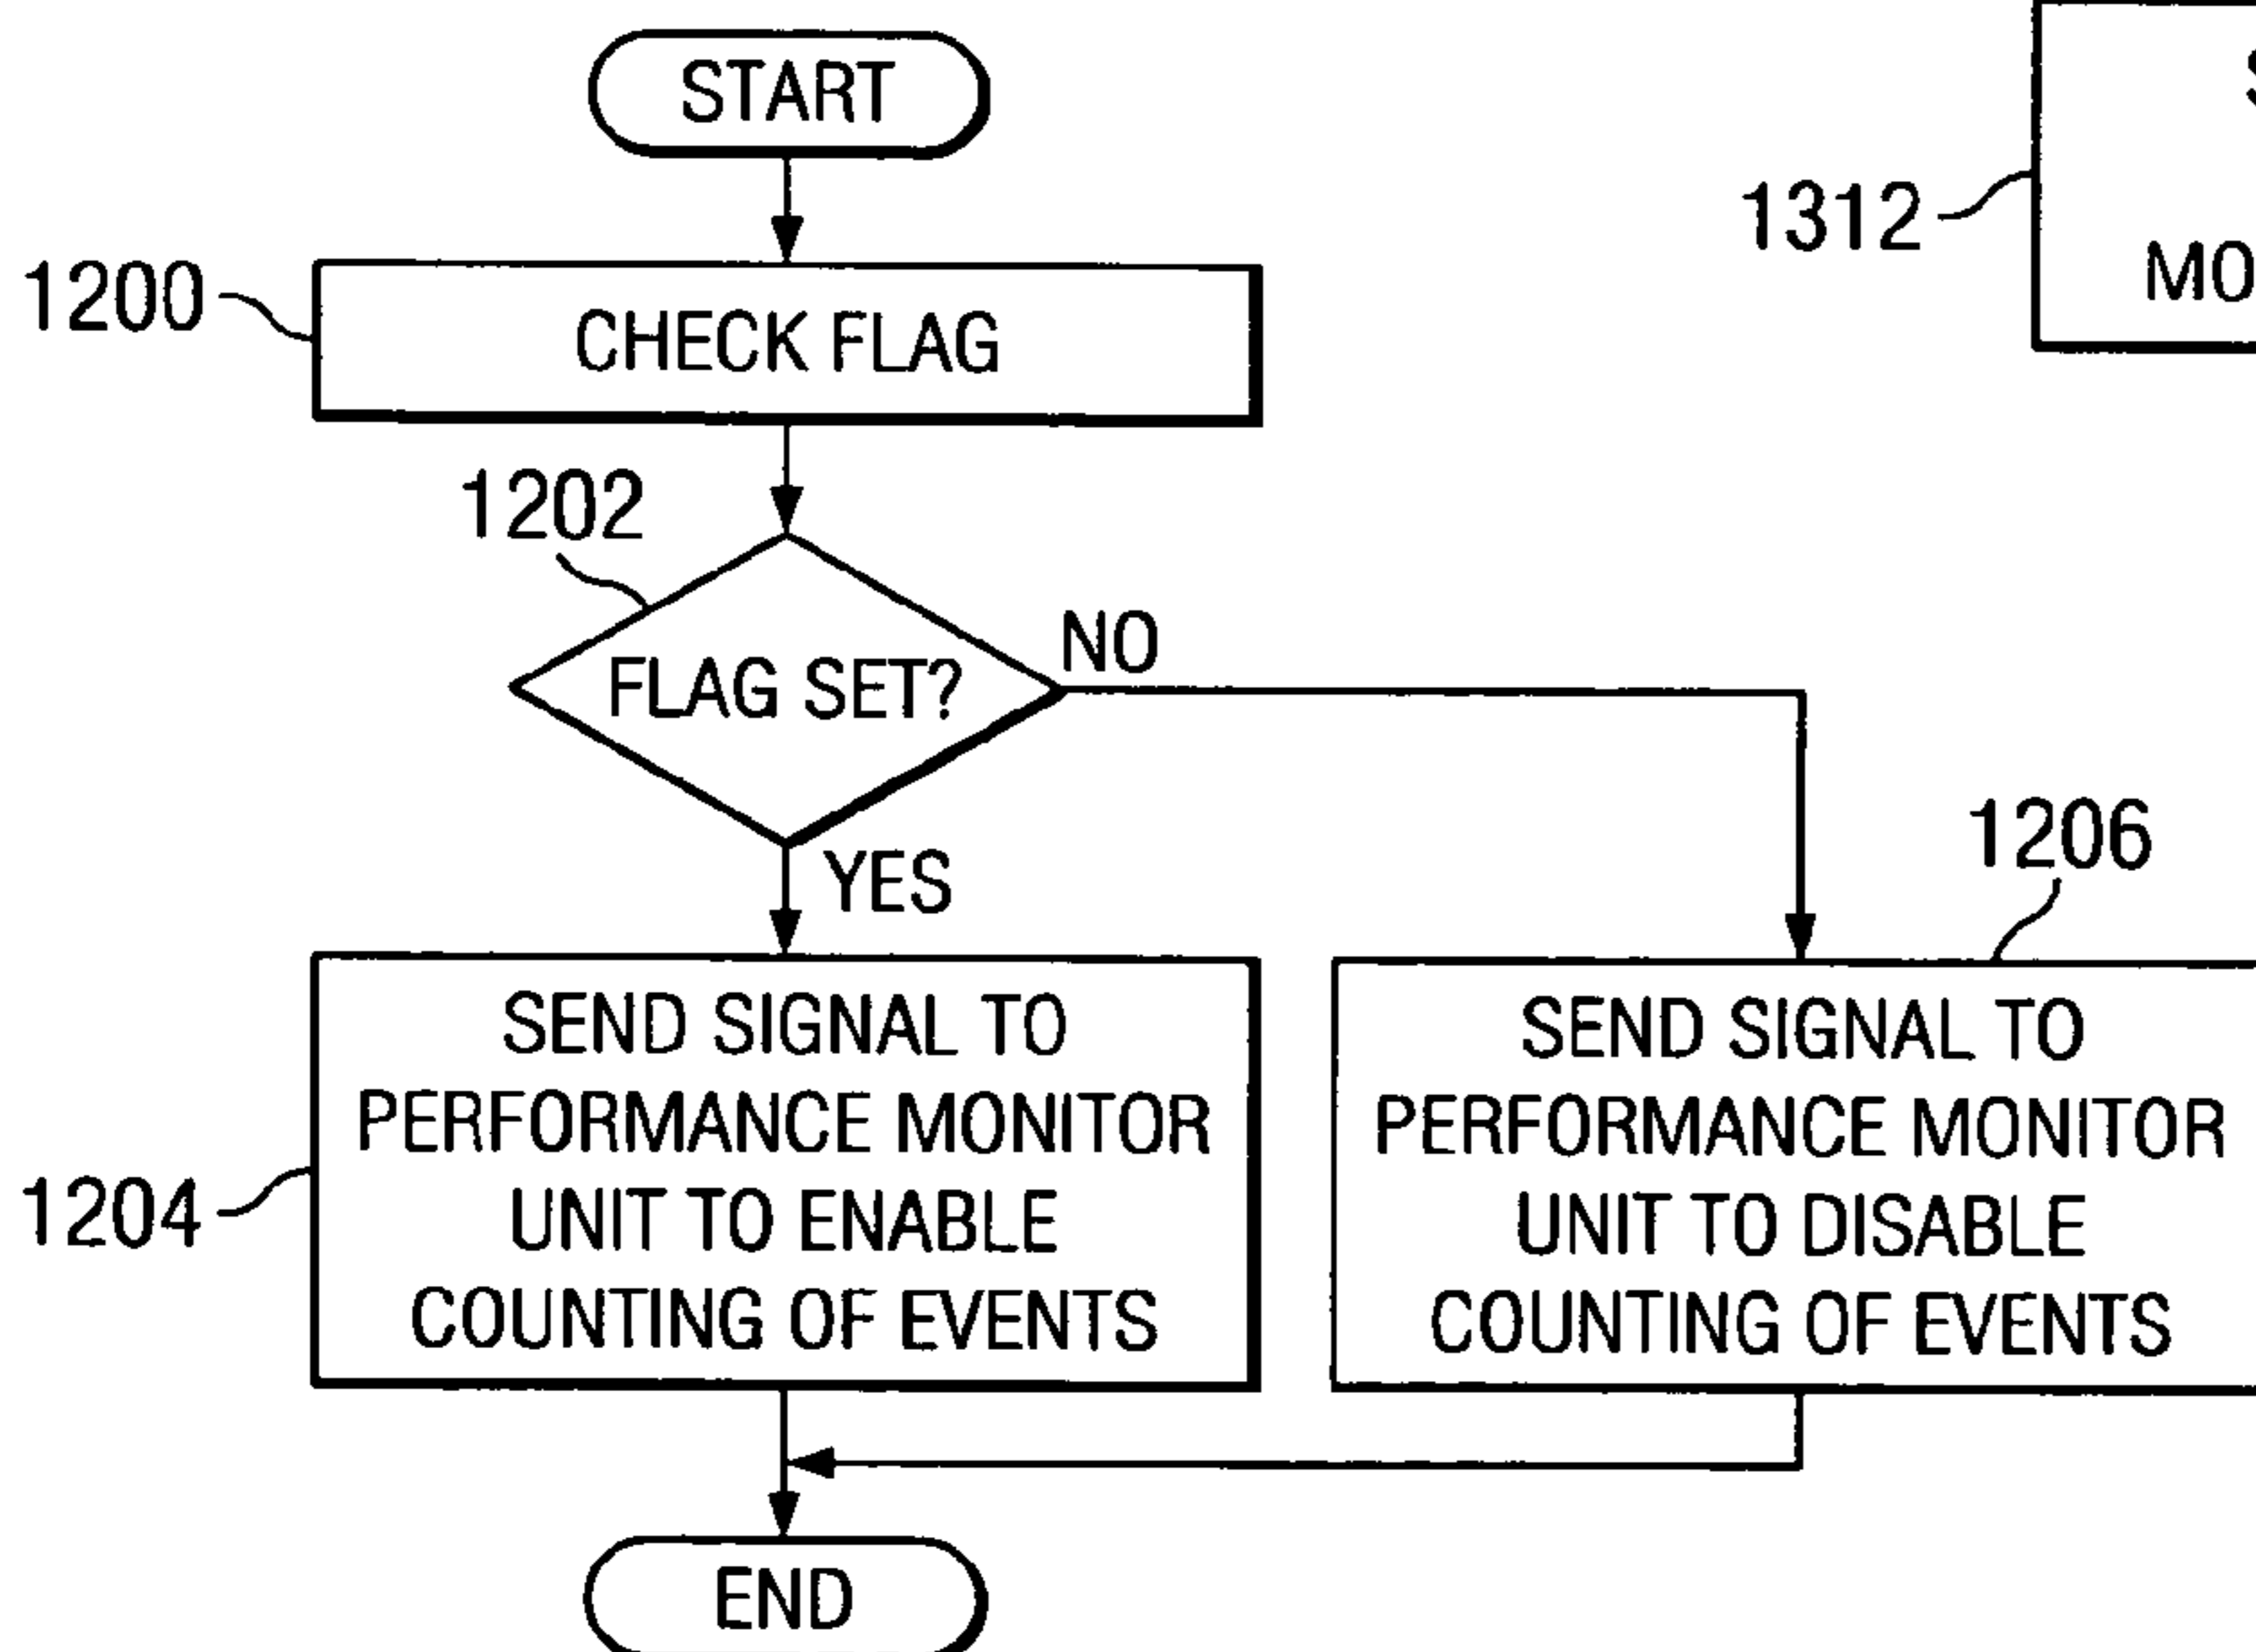 START
1312
1200
CHECK FLAG
1202
NO
FLAG SET?
YES
1206
SEND SIGNAL TO
PERFORMANCE MONITOR
UNIT TO ENABLE
COUNTING OF EVENTS
1204
SEND SIGNAL TO
PERFORMANCE MONITOR
UNIT TO DISABLE
COUNTING OF EVENTS
END